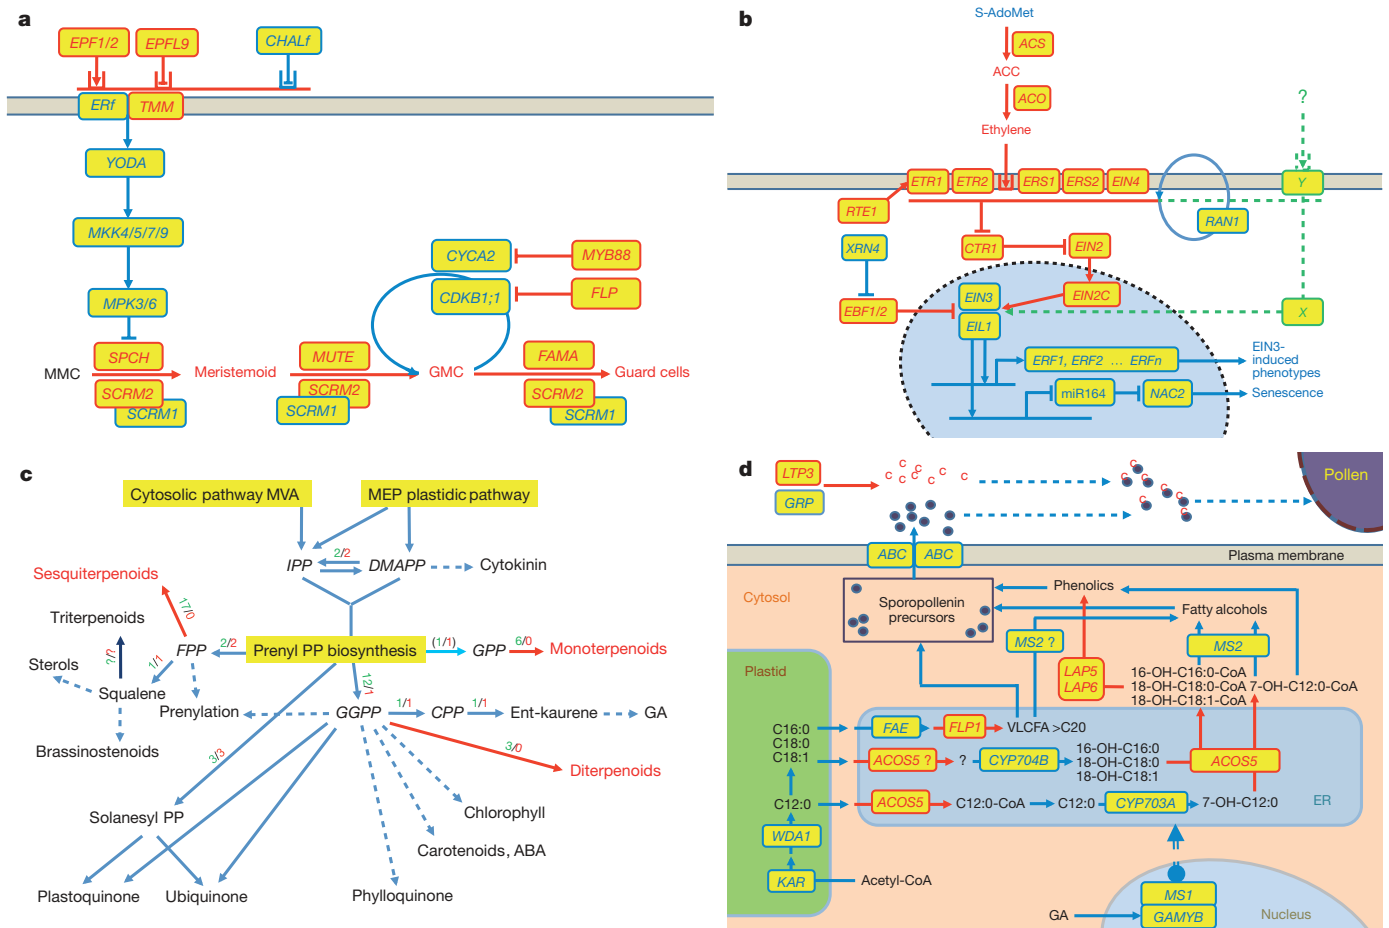 a
EPF1/2
EPFL9
CHALf
ERf
TMM
YODA
MKK4/5/7/9
MPK3/6
CYCA2
MYB88
CDKB1;1
FLP
SPCH
MUTE
FAMA
MMC
Meristemoid
GMC
Guard cells
SCRM2
SCRM1
SCRM2
SCRM1
SCRM2
SCRM1
b
S-AdoMet
ACS
ACC
ACO
Ethylene
?
ETR1
ETR2
ERS1
ERS2
EIN4
Y
RTE1
RAN1
XRN4
CTR1
EIN2
EIN3
EIN2C
EBF1/2
EIL1
X
ERF1, ERF2 ... ERFn
EIN3-
induced
phenotypes
miR164
NAC2
Senescence
c
Cytosolic pathway MVA
MEP plastidic pathway
IPP
2/2
DMAPP
Cytokinin
Sesquiterpenoids
17/0
Triterpenoids
?/?
FPP
2/2
Prenyl PP biosynthesis
(1/1)
GPP
6/0
Monoterpenoids
Sterols
1/1
Squalene
12/1
Prenylation
GGPP
1/1
CPP
1/1
Ent-kaurene
GA
Brassinostenoids
3/3
3/0
Diterpenoids
Solanesyl PP
Chlorophyll
Carotenoids, ABA
Plastoquinone
Ubiquinone
Phylloquinone
d
LTP3
GRP
c c c c c c c
c c c c c
Pollen
ABC
ABC
Plasma membrane
Cytosol
Sporopollenin
precursors
Phenolics
Fatty alcohols
MS2 ?
MS2
Plastid
LAP5
LAP6
16-OH-C16:0-CoA
18-OH-C18:0-CoA 7-OH-C12:0-CoA
18-OH-C18:1-CoA
C16:0
C18:0
C18:1
FAE
FLP1
VLCFA >C20
ACOS5 ?
?
CYP704B
16-OH-C16:0
18-OH-C18:0
18-OH-C18:1
ACOS5
C12:0
ACOS5
C12:0-CoA
C12:0
CYP703A
7-OH-C12:0
ER
WDA1
KAR
Acetyl-CoA
MS1
GA
GAMYB
Nucleus